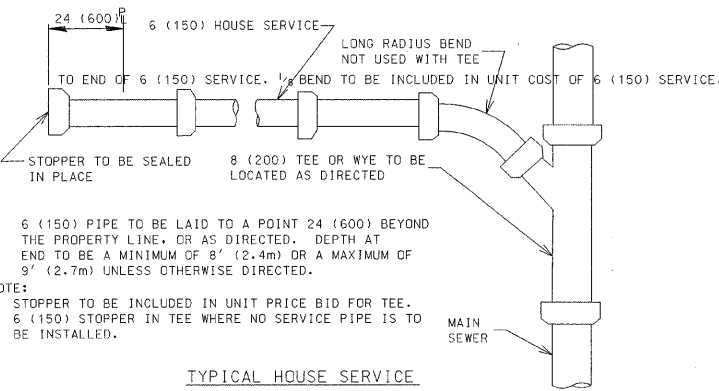 24 (600)
PL
6 (150) HOUSE SERVICE
LONG RADIUS BEND
NOT USED WITH TEE
TO END OF 6 (150) SERVICE. 1/8 BEND TO BE INCLUDED IN UNIT COST OF 6 (150) SERVICE.
STOPPER TO BE SEALED
IN PLACE
8 (200) TEE OR WYE TO BE
LOCATED AS DIRECTED
6 (150) PIPE TO BE LAID TO A POINT 24 (600) BEYOND
THE PROPERTY LINE, OR AS DIRECTED. DEPTH AT
END TO BE A MINIMUM OF 8' (2.4m) OR A MAXIMUM OF
9' (2.7m) UNLESS OTHERWISE DIRECTED.
OTE:
STOPPER TO BE INCLUDED IN UNIT PRICE BID FOR TEE.
6 (150) STOPPER IN TEE WHERE NO SERVICE PIPE IS TO
BE INSTALLED.
MAIN
SEWER
TYPICAL HOUSE SERVICE